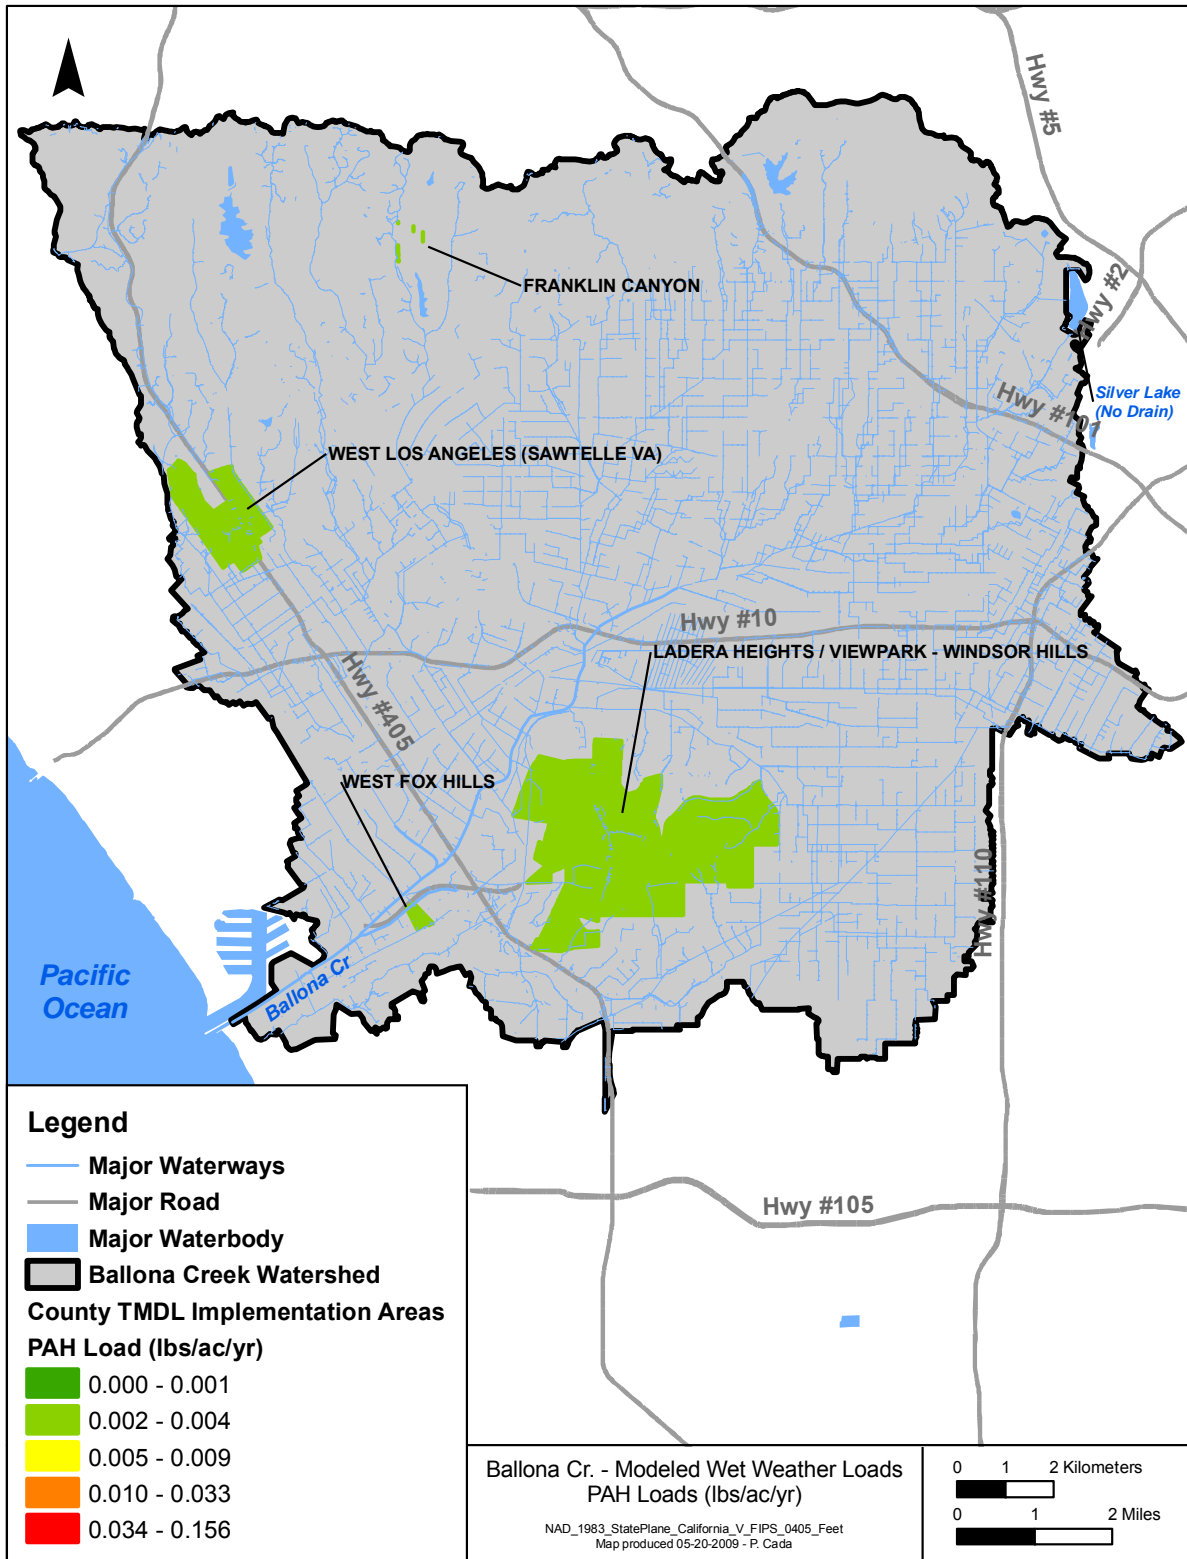 Hwy #5
Hwy #2
FRANKLIN CANYON
Silver Lake
(No Drain)
Hwy #101
WEST LOS ANGELES (SAWTELLE VA)
Hwy #10
LADERA HEIGHTS / VIEWPARK - WINDSOR HILLS
Hwy #405
WEST FOX HILLS
Hwy #110
Pacific
Ocean
Ballona Cr
Hwy #105
Legend
Major Waterways
Major Road
Major Waterbody
Ballona Creek Watershed
County TMDL Implementation Areas
PAH Load (lbs/ac/yr)
0.000 - 0.001
0.002 - 0.004
0.005 - 0.009
0.010 - 0.033
0.034 - 0.156
Ballona Cr. - Modeled Wet Weather Loads
PAH Loads (lbs/ac/yr)
NAD_1983_StatePlane_California_V_FIPS_0405_Feet
Map produced 05-20-2009 - P. Cada
0 1 2 Kilometers
0 1 2 Miles